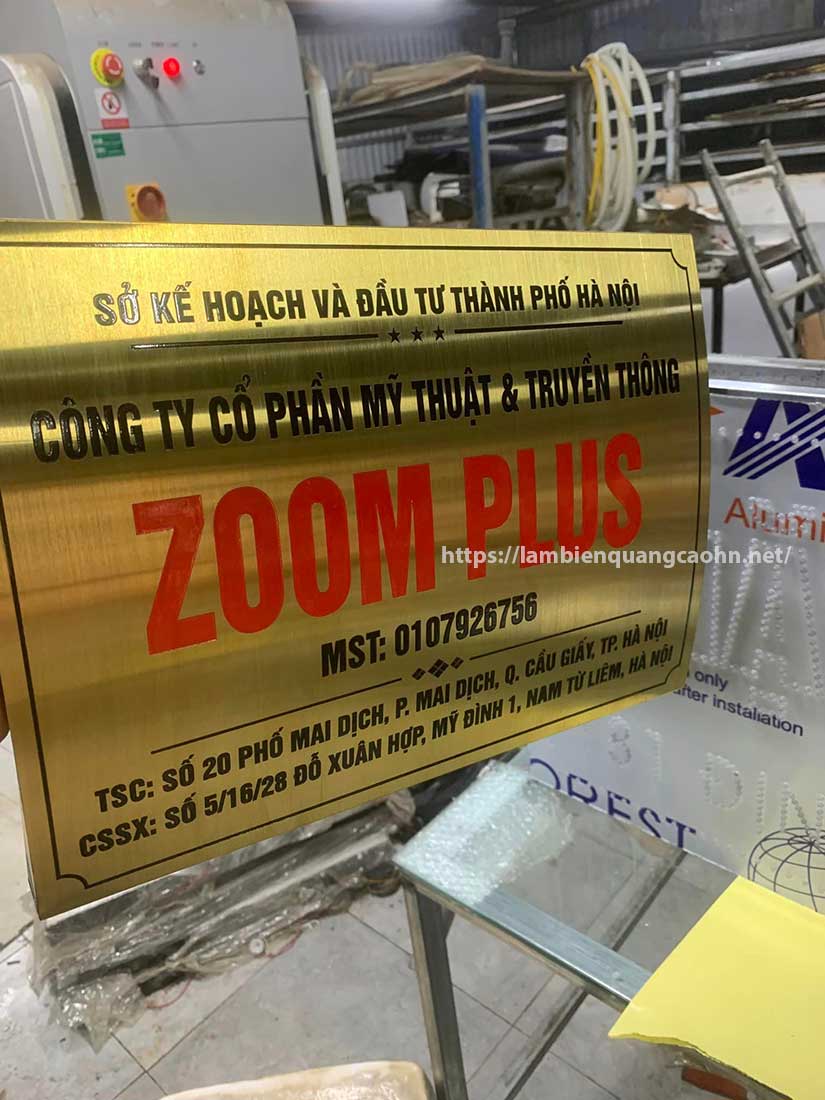 SỞ KẾ HOẠCH VÀ ĐẦU TƯ THÀNH PHỐ HÀ NỘI
CÔNG TY CỔ PHẦN MỸ THUẬT & TRUYỀN THÔNG
ZOOM PLUS
https://lambienquangcaohn.net/
MST: 0107926756
TSC: SỐ 20 PHỐ MAI DỊCH, P. MAI DỊCH, Q. CẦU GIẤY, TP. HÀ NỘI
CSSX: SỐ 5/16/28 ĐỖ XUÂN HỢP, MỸ ĐÌNH 1, NAM TỪ LIÊM, HÀ NỘI
Alumi
only
after instaliation
OREST